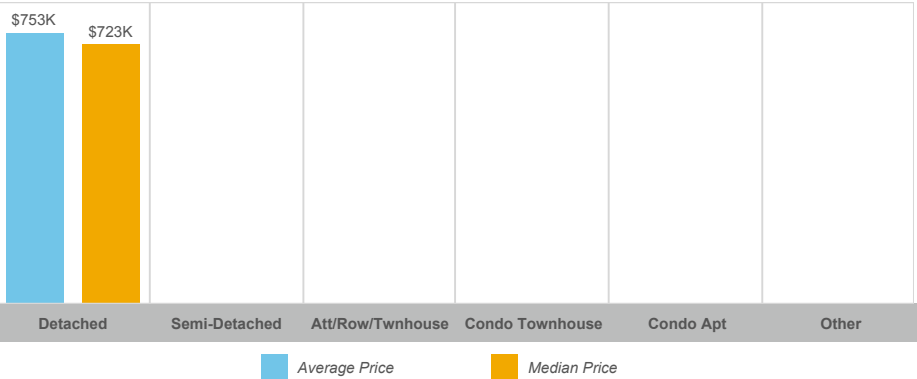 $753K
$723K
Detached Semi-Detached Att/Row/Twnhouse Condo Townhouse Condo Apt Other
Average Price Median Price